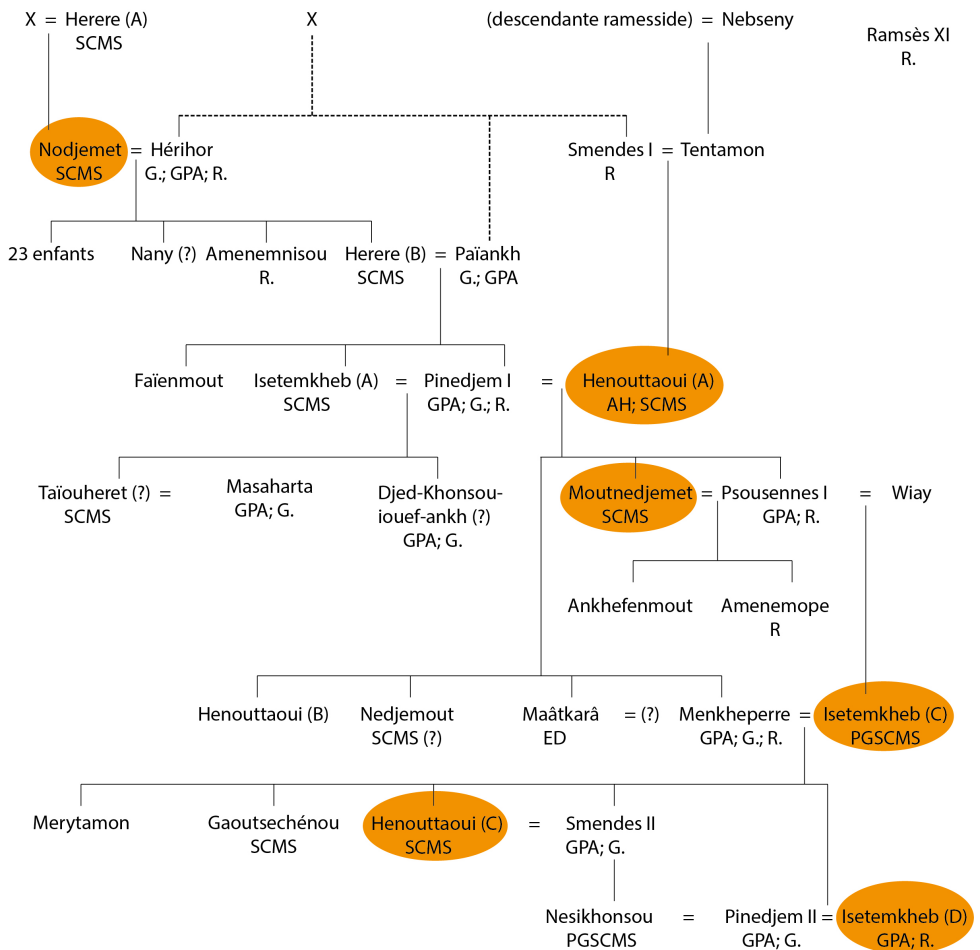 X = Herere (A)
SCMS
X
(descendante ramesside) = Nebseny
Ramsès XI
R.
Nodjemet = Hérihor
SCMS
G.; GPA; R.
Smendes I = Tentamon
R
23 enfants
Nany (?)
Amenemnisou
R.
Herere (B) = Païankh
SCMS
G.; GPA
Faïenmout
Isetemkheb (A) = Pinedjem I = Henouttaoui (A)
SCMS
GPA; G.; R.
AH; SCMS
Taïouheret (?) =
SCMS
Masaharta
GPA; G.
Djed-Khonsou-
iouef-ankh (?)
GPA; G.
Moutnedjemet = Psousennes I = Wiay
SCMS
GPA; R.
Ankhefenmout
Amenemope
R
Henouttaoui (B)
Nedjemout
SCMS (?)
Maâtkarâ = (?)
ED
Menkheperre = Isetemkheb (C)
GPA; G.; R.
PGSCMS
Merytamon
Gaoutsechénou
SCMS
Henouttaoui (C) = Smendes II
SCMS
GPA; G.
Nesikhonsou = Pinedjem II = Isetemkheb (D)
PGSCMS
GPA; G.
GPA; R.